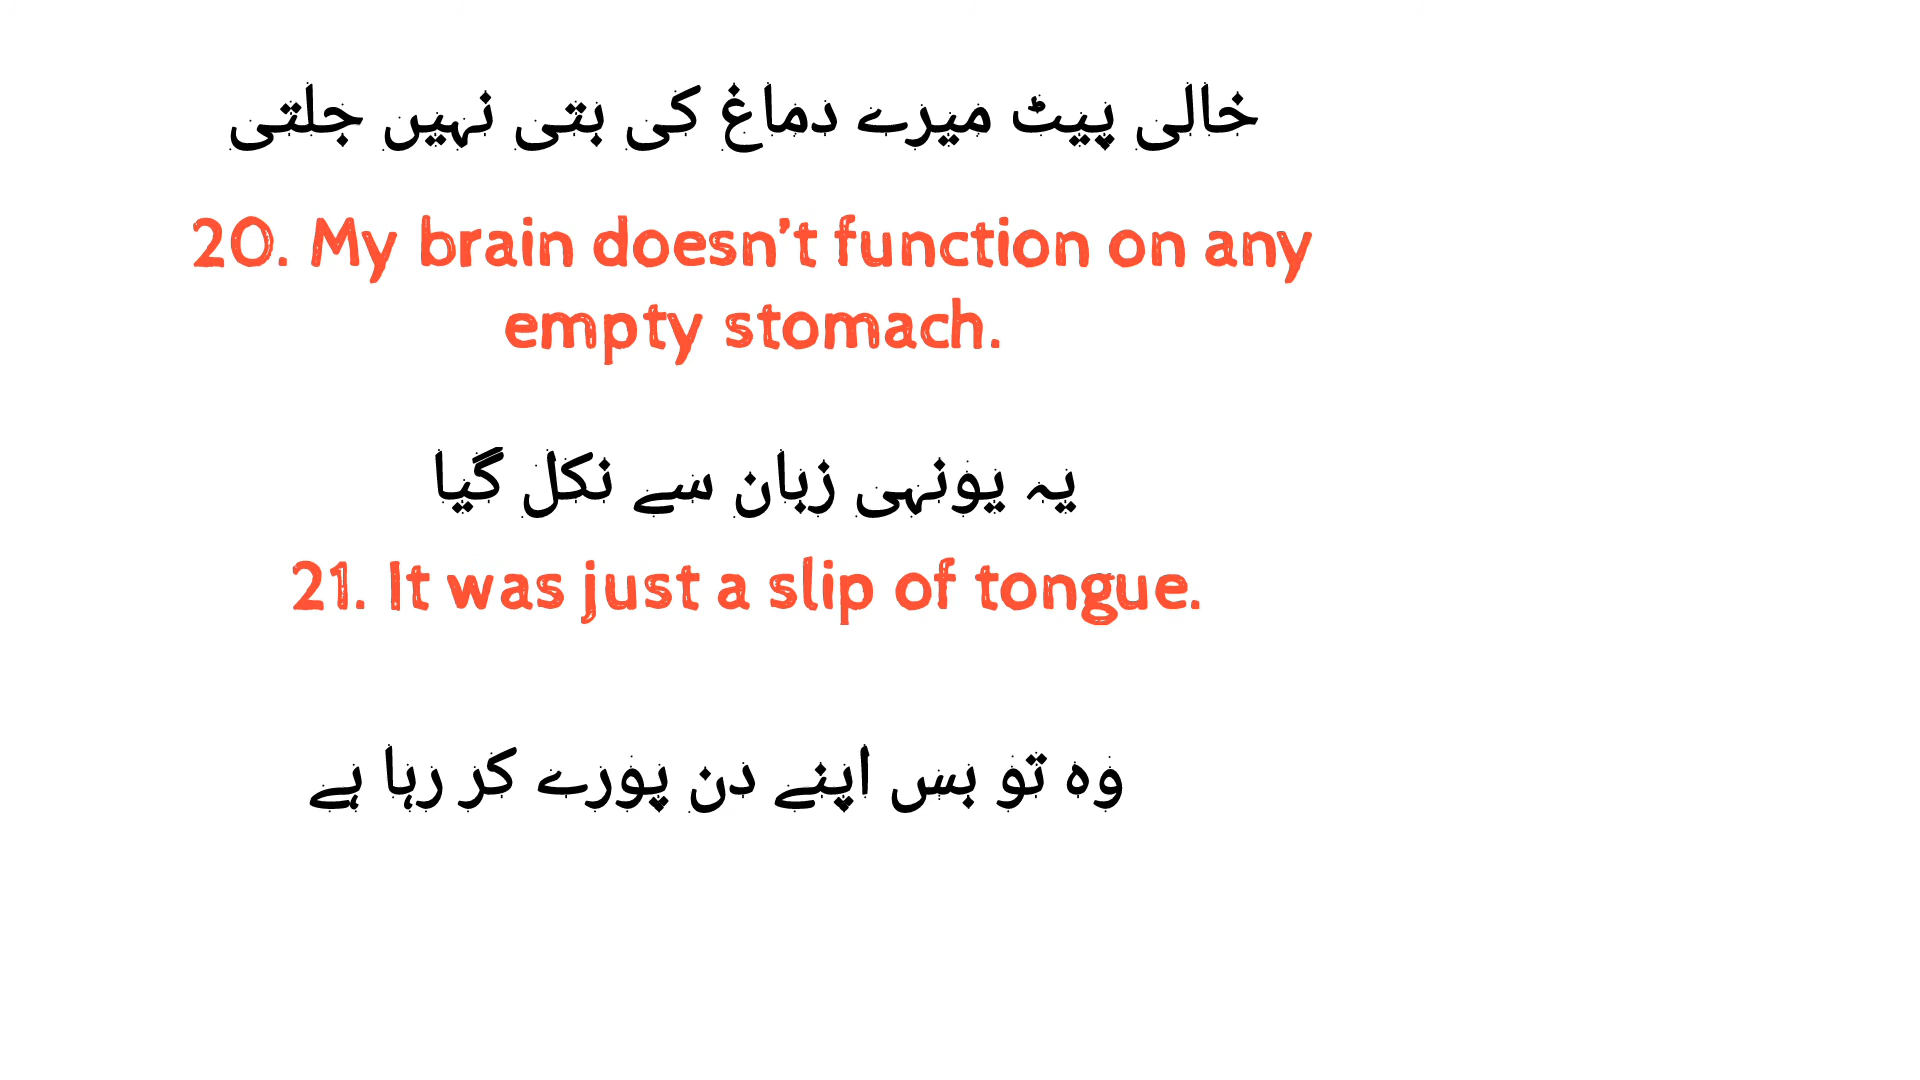 خالی پیٹ میرے دماغ کی بتی نہیں جلتی
20. My brain doesn't function on any
empty stomach.
یہ یونہی زبان سے نکل گیا
21. It was just a slip of tongue.
وہ تو بس اپنے دن پورے کر رہا ہے